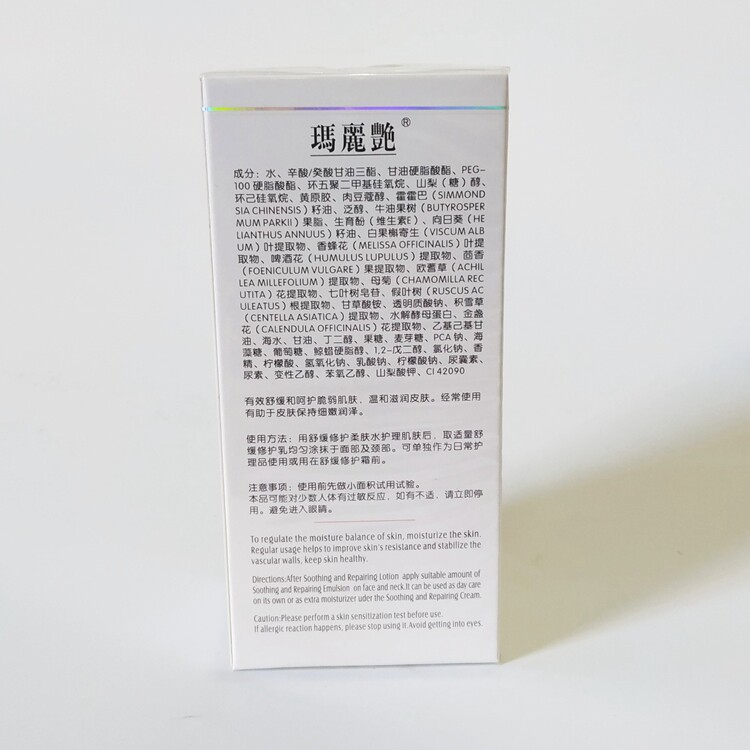 瑪麗艷®
成分：水、辛酸/癸酸甘油三酯、甘油硬脂酸酯、PEG-
100硬脂酸酯、环五聚二甲基硅氧烷、山梨（糖）醇、
环己硅氧烷、黄原胶、肉豆蔻醇、霍霍巴（SIMMOND
SIA CHINENSIS）籽油、泛醇、牛油果树（BUTYROSPER
MUM PARKII）果脂、生育酚（维生素E）、向日葵（HE
LIANTHUS ANNUUS）籽油、白果槲寄生（VISCUM ALB
UM）叶提取物、香蜂花（MELISSA OFFICINALIS）叶提
取物、啤酒花（HUMULUS LUPULUS）提取物、茴香
（FOENICULUM VULGARE）果提取物、欧蓍草（ACHIL
LEA MILLEFOLIUM）提取物、母菊（CHAMOMILLA REC
UTITA）花提取物、七叶树皂苷、假叶树（RUSCUS AC
ULEATUS）根提取物、甘草酸铵、透明质酸钠、积雪草
（CENTELLA ASIATICA）提取物、水解酵母蛋白、金盏
花（CALENDULA OFFICINALIS）花提取物、乙基己基甘
油、海水、甘油、丁二醇、果糖、麦芽糖、PCA钠、海
藻糖、葡萄糖、鲸蜡硬脂醇、1,2-戊二醇、氯化钠、香
精、柠檬酸、氢氧化钠、乳酸钠、柠檬酸钠、尿囊素、
尿素、变性乙醇、苯氧乙醇、山梨酸钾、CI 42090
有效舒缓和呵护脆弱肌肤，温和滋润皮肤。经常使用
有助于皮肤保持细嫩润泽。
使用方法：用舒缓修护柔肤水护理肌肤后，取适量舒
缓修护乳均匀涂抹于面部及颈部。可单独作为日常护
理品使用或用在舒缓修护霜前。
注意事项：使用前先做小面积试用试验。
本品可能对少数人体有过敏反应，如有不适，请立即停
用。避免进入眼睛。
To regulate the moisture balance of skin, moisturize the skin.
Regular usage helps to improve skin's resistance and stabilize the
vascular walls, keep skin healthy.
Directions:After Soothing and Repairing Lotion apply suitable amount of
Soothing and Repairing Emulsion on face and neck.It can be used as day care
on its own or as extra moisturizer uder the Soothing and Repairing Cream.
Caution:Please perform a skin sensitization test before use.
If allergic reaction happens, please stop using it.Avoid getting into eyes.